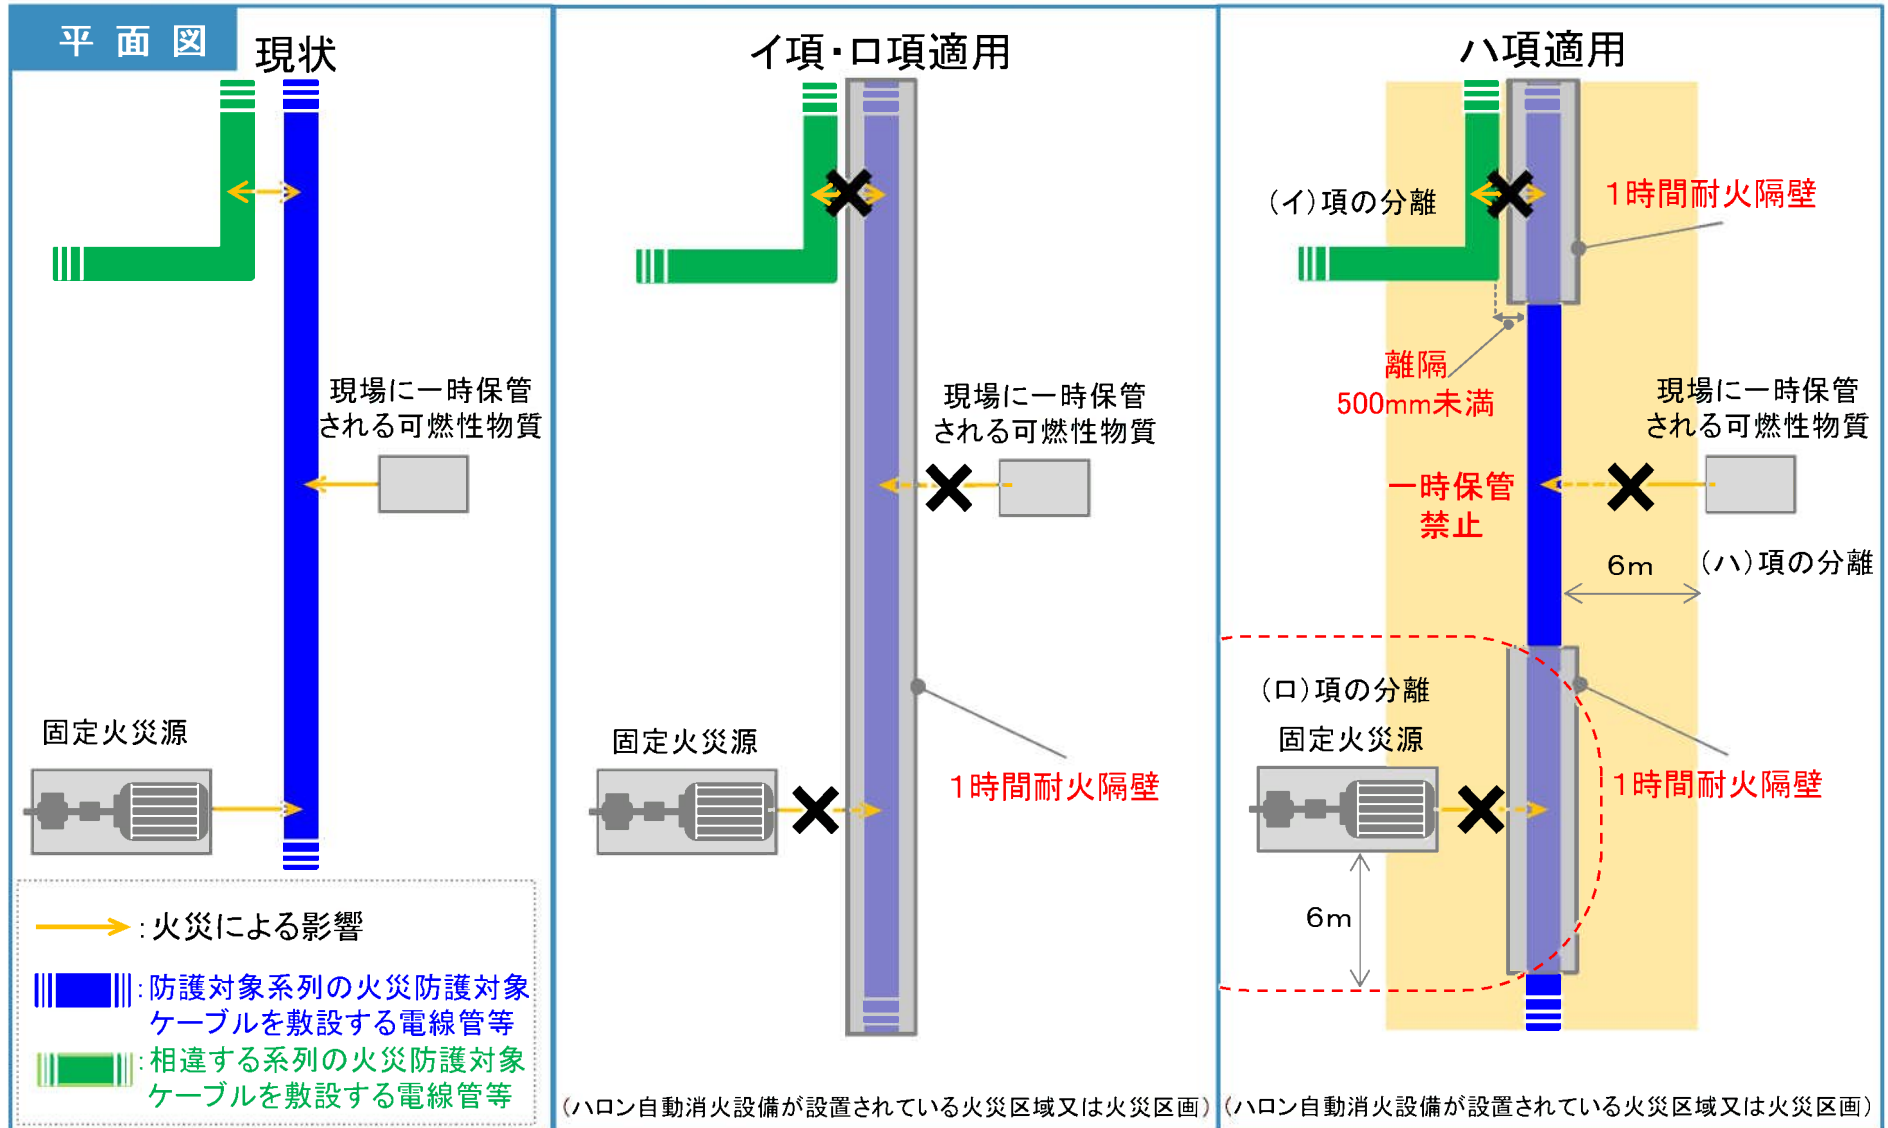 平面図
現状
現場に一時保管
される可燃性物質
固定火災源
:火災による影響
:防護対象系列の火災防護対象
ケーブルを敷設する電線管等
:相違する系列の火災防護対象
ケーブルを敷設する電線管等
イ項・ロ項適用
現場に一時保管
される可燃性物質
固定火災源
1時間耐火隔壁
(ハロン自動消火設備が設置されている火災区域又は火災区画)
ハ項適用
(イ)項の分離
1時間耐火隔壁
離隔
500mm未満
現場に一時保管
される可燃性物質
一時保管
禁止
6m
(ハ)項の分離
(ロ)項の分離
固定火災源
1時間耐火隔壁
6m
(ハロン自動消火設備が設置されている火災区域又は火災区画)